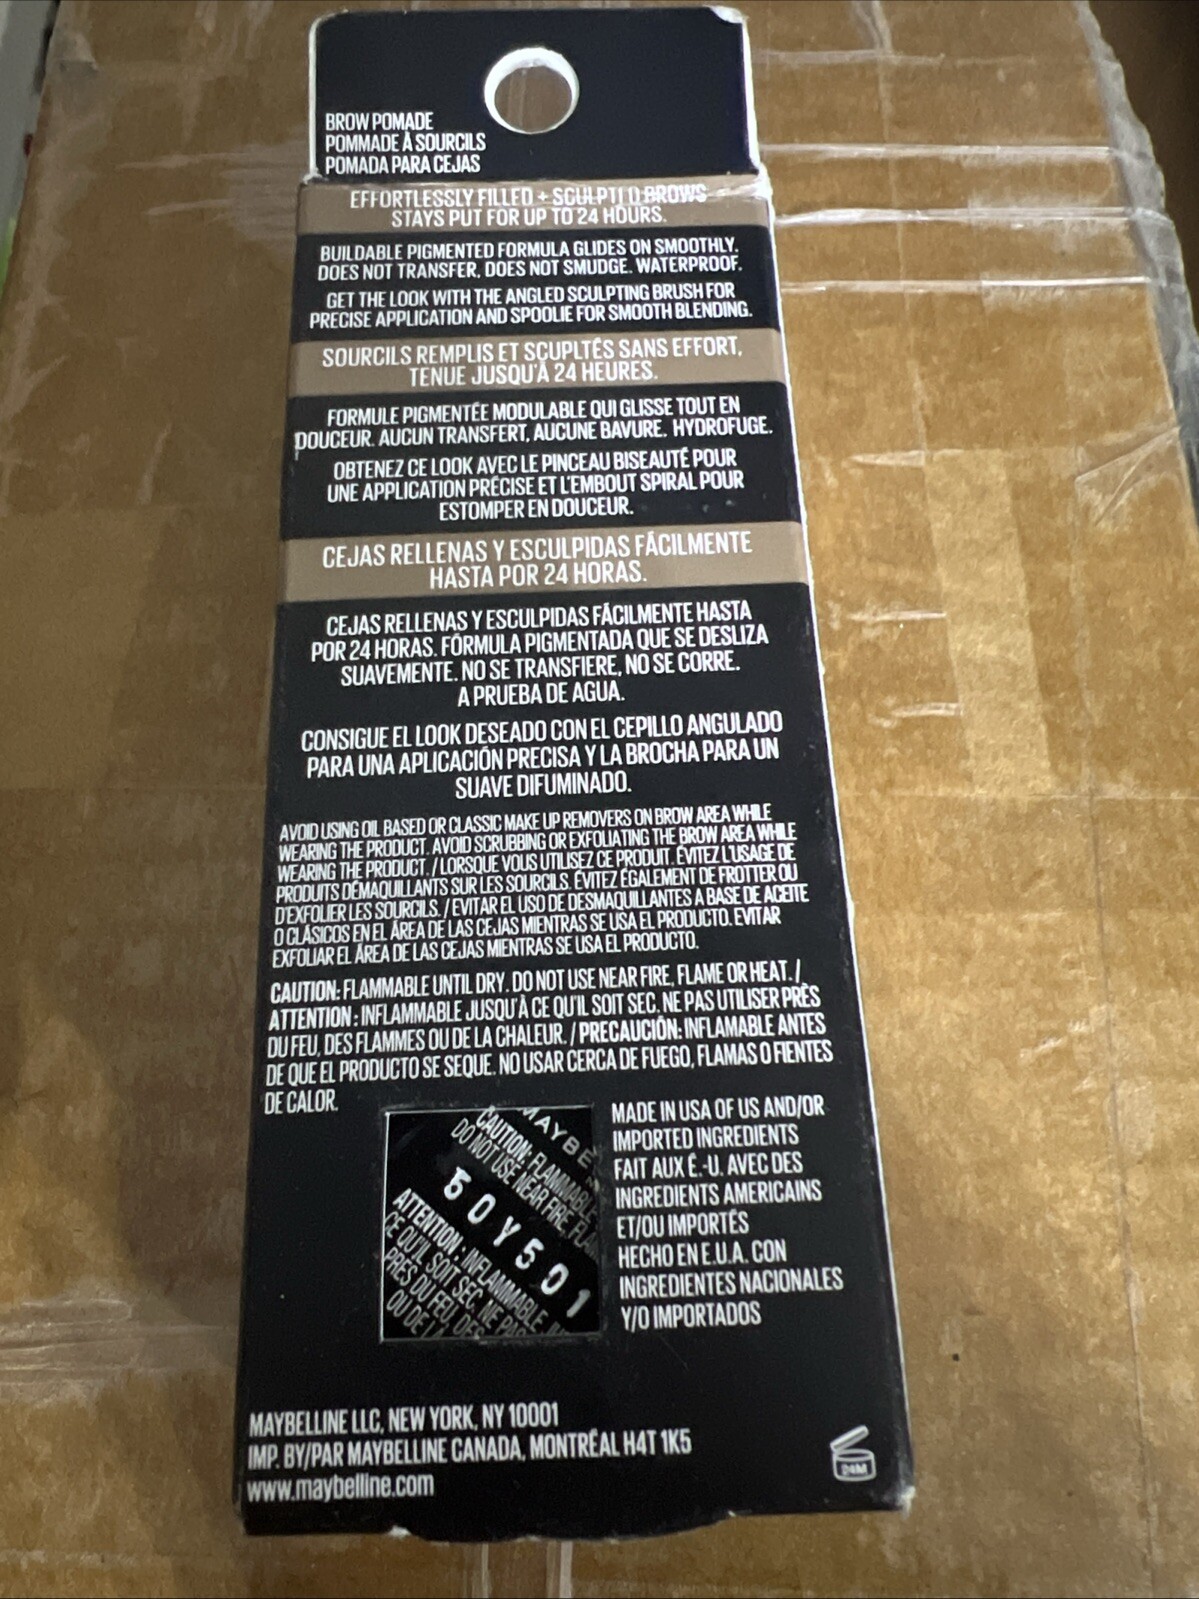 BROW POMADE
POMMADE À SOURCILS
POMADA PARA CEJAS
EFFORTLESSLY FILLED + SCULPTED BROWS
STAYS PUT FOR UP TO 24 HOURS.
BUILDABLE PIGMENTED FORMULA GLIDES ON SMOOTHLY.
DOES NOT TRANSFER, DOES NOT SMUDGE. WATERPROOF.
GET THE LOOK WITH THE ANGLED SCULPTING BRUSH FOR
PRECISE APPLICATION AND SPOOLIE FOR SMOOTH BLENDING.
SOURCILS REMPLIS ET SCUPLTÉS SANS EFFORT,
TENUE JUSQU'À 24 HEURES.
FORMULE PIGMENTÉE MODULABLE QUI GLISSE TOUT EN
DOUCEUR. AUCUN TRANSFERT, AUCUNE BAVURE. HYDROFUGE.
OBTENEZ CE LOOK AVEC LE PINCEAU BISEAUTÉ POUR
UNE APPLICATION PRÉCISE ET L'EMBOUT SPIRAL POUR
ESTOMPER EN DOUCEUR.
CEJAS RELLENAS Y ESCULPIDAS FÁCILMENTE
HASTA POR 24 HORAS.
CEJAS RELLENAS Y ESCULPIDAS FÁCILMENTE HASTA
POR 24 HORAS. FÓRMULA PIGMENTADA QUE SE DESLIZA
SUAVEMENTE. NO SE TRANSFIERE, NO SE CORRE.
A PRUEBA DE AGUA.
CONSIGUE EL LOOK DESEADO CON EL CEPILLO ANGULADO
PARA UNA APLICACIÓN PRECISA Y LA BROCHA PARA UN
SUAVE DIFUMINADO.
AVOID USING OIL BASED OR CLASSIC MAKE UP REMOVERS ON BROW AREA WHILE
WEARING THE PRODUCT. AVOID SCRUBBING OR EXFOLIATING THE BROW AREA WHILE
WEARING THE PRODUCT. / LORSQUE VOUS UTILISEZ CE PRODUIT. ÉVITEZ L'USAGE DE
PRODUITS DÉMAQUILLANTS SUR LES SOURCILS. ÉVITEZ ÉGALEMENT DE FROTTER OU
D'EXFOLIER LES SOURCILS. / EVITAR EL USO DE DESMAQUILLANTES A BASE DE ACEITE
O CLÁSICOS EN EL ÁREA DE LAS CEJAS MIENTRAS SE USA EL PRODUCTO. EVITAR
EXFOLIAR EL ÁREA DE LAS CEJAS MIENTRAS SE USA EL PRODUCTO.
CAUTION: FLAMMABLE UNTIL DRY. DO NOT USE NEAR FIRE, FLAME OR HEAT. /
ATTENTION : INFLAMMABLE JUSQU'À CE QU'IL SOIT SEC. NE PAS UTILISER PRÈS
DU FEU, DES FLAMMES OU DE LA CHALEUR. / PRECAUCIÓN: INFLAMABLE ANTES
DE QUE EL PRODUCTO SE SEQUE. NO USAR CERCA DE FUEGO, FLAMAS O FIENTES
DE CALOR.
MAYBE
CAUTION: FLAMMABLE
DO NOT USE NEAR FIRE, FLA
50Y501
ATTENTION : INFLAMMABLE
CE QU'IL SOIT SEC. NE PAS
PRÈS DU FEU, DES
OU DE LA
MADE IN USA OF US AND/OR
IMPORTED INGREDIENTS
FAIT AUX É.-U. AVEC DES
INGREDIENTS AMERICAINS
ET/OU IMPORTÉS
HECHO EN E.U.A. CON
INGREDIENTES NACIONALES
Y/O IMPORTADOS
MAYBELLINE LLC, NEW YORK, NY 10001
IMP. BY/PAR MAYBELLINE CANADA, MONTRÉAL H4T 1K5
www.maybelline.com
24M